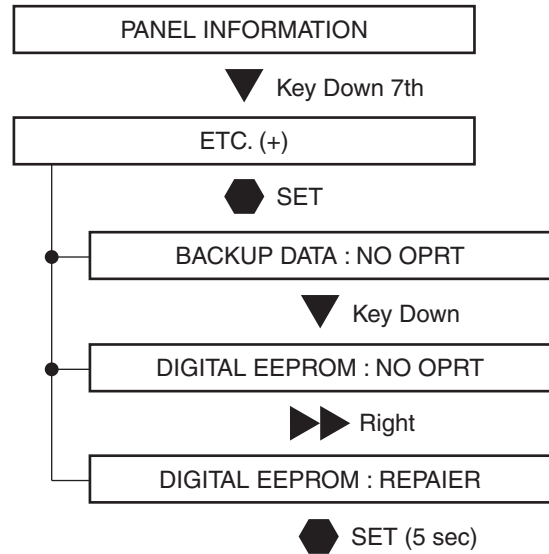 PANEL INFORMATION
Key Down 7th
ETC. (+)
SET
BACKUP DATA : NO OPRT
Key Down
DIGITAL EEPROM : NO OPRT
Right
DIGITAL EEPROM : REPAIER
SET (5 sec)